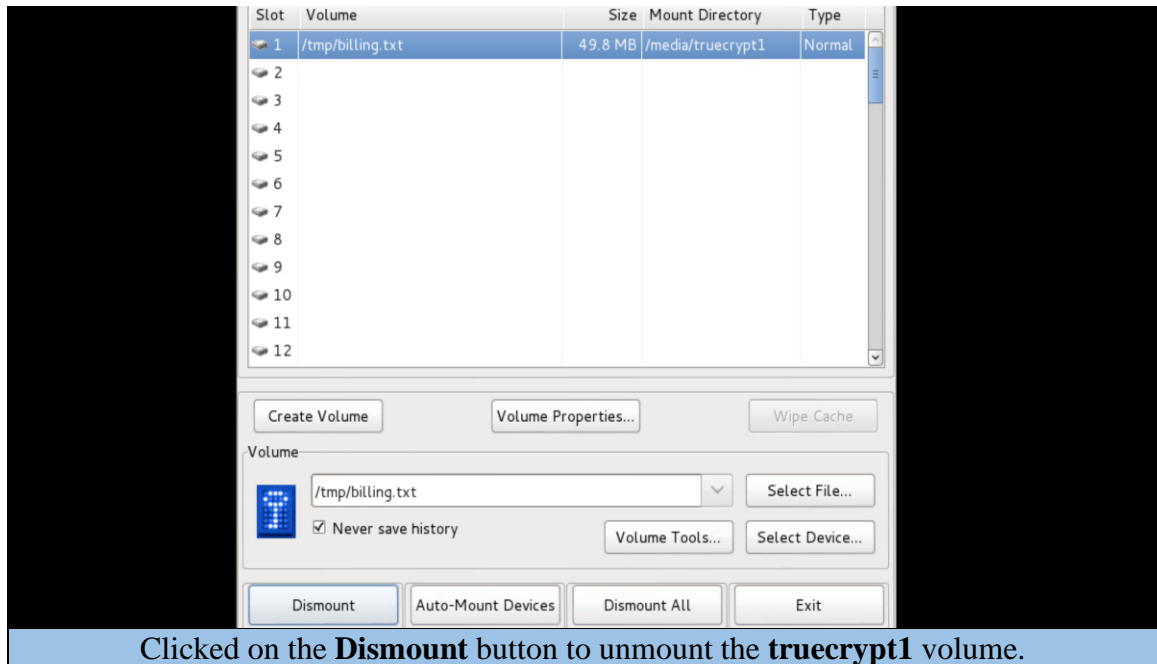 Slot Volume Size Mount Directory Type
1 /tmp/billing.txt 49.8 MB /media/truecrypt1 Normal
2
3
4
5
6
7
8
9
10
11
12
Create Volume Volume Properties... Wipe Cache
Volume
/tmp/billing.txt Select File...
Never save history Volume Tools... Select Device...
Dismount Auto-Mount Devices Dismount All Exit
Clicked on the Dismount button to unmount the truecrypt1 volume.